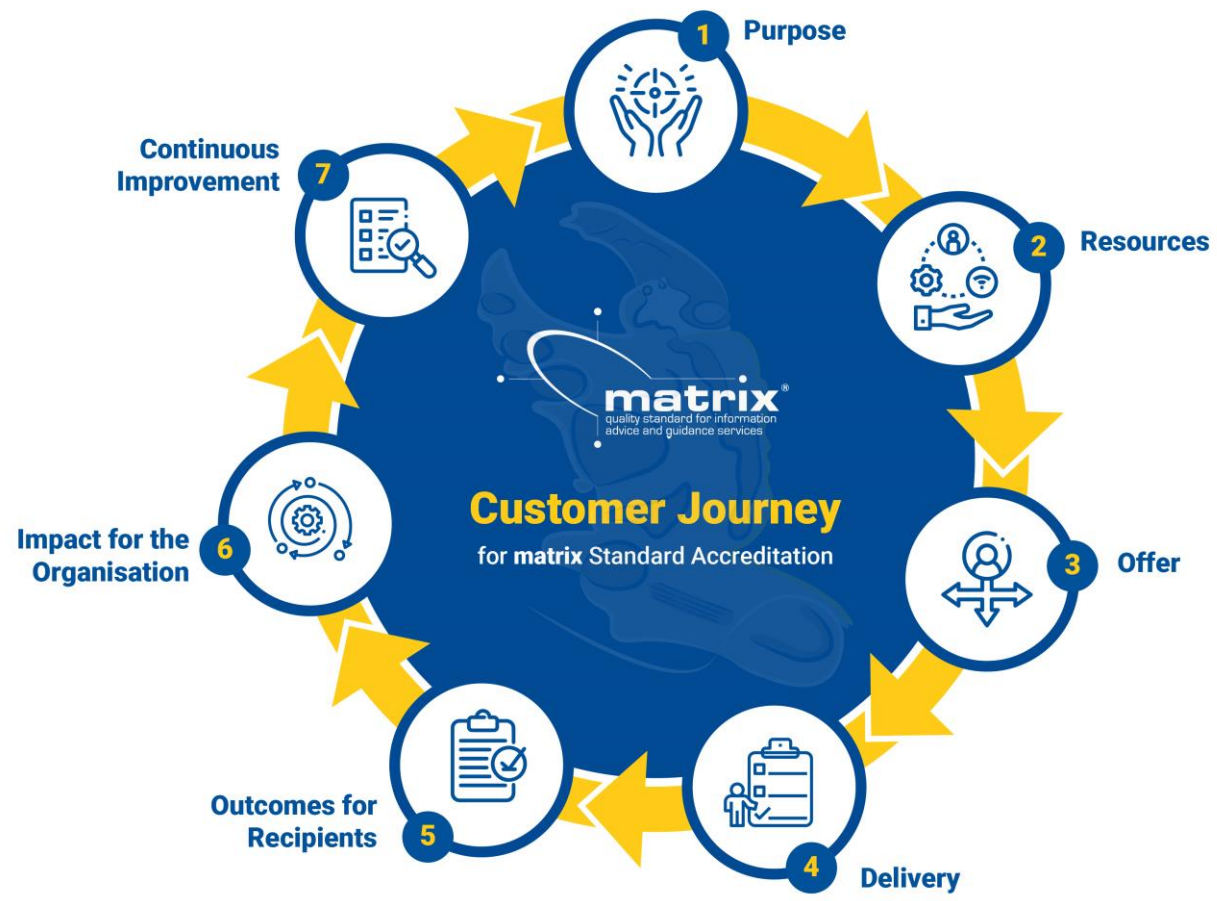 1
Purpose
2
Resources
3
Offer
4
Delivery
5
Outcomes for
Recipients
6
Impact for the
Organisation
7
Continuous
Improvement
matrix®
quality standard for information
advice and guidance services
Customer Journey
for matrix Standard Accreditation